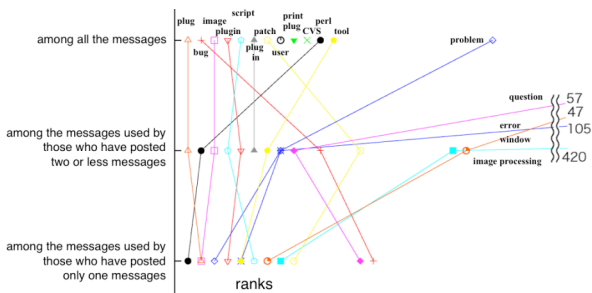 script
print
plug image
plug
perl
patch
CVS
tool
plugin
bug
plug
in
user
among all the messages
problem
question
57
47
among the messages used by
those who have posted
two or less messages
error
105
window
image processing
420
among the messages used by
those who have posted
only one messages
ranks